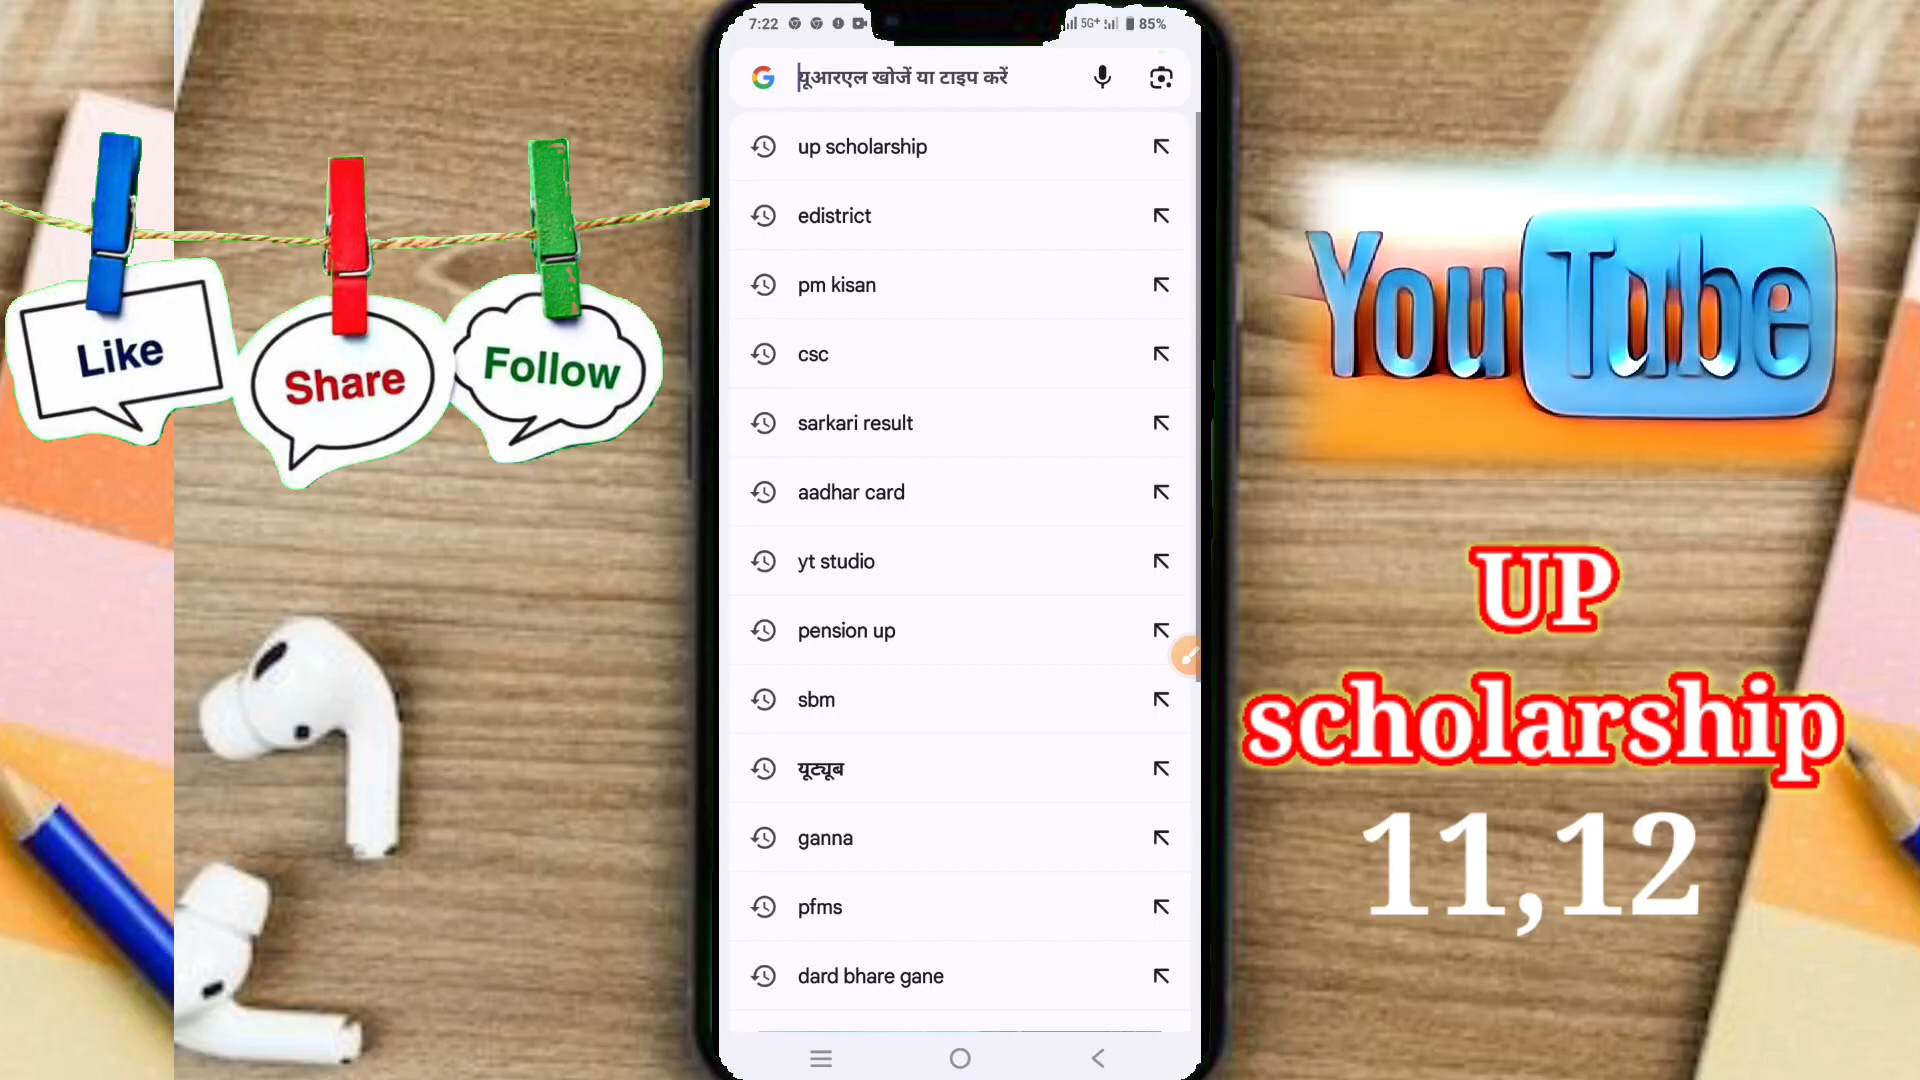 Like
Share
Follow
7:22
5G+
85%
यूआरएल खोजें या टाइप करें
up scholarship
edistrict
pm kisan
csc
sarkari result
aadhar card
yt studio
pension up
sbm
यूट्यूब
ganna
pfms
dard bhare gane
YouTube
UP
scholarship
11,12